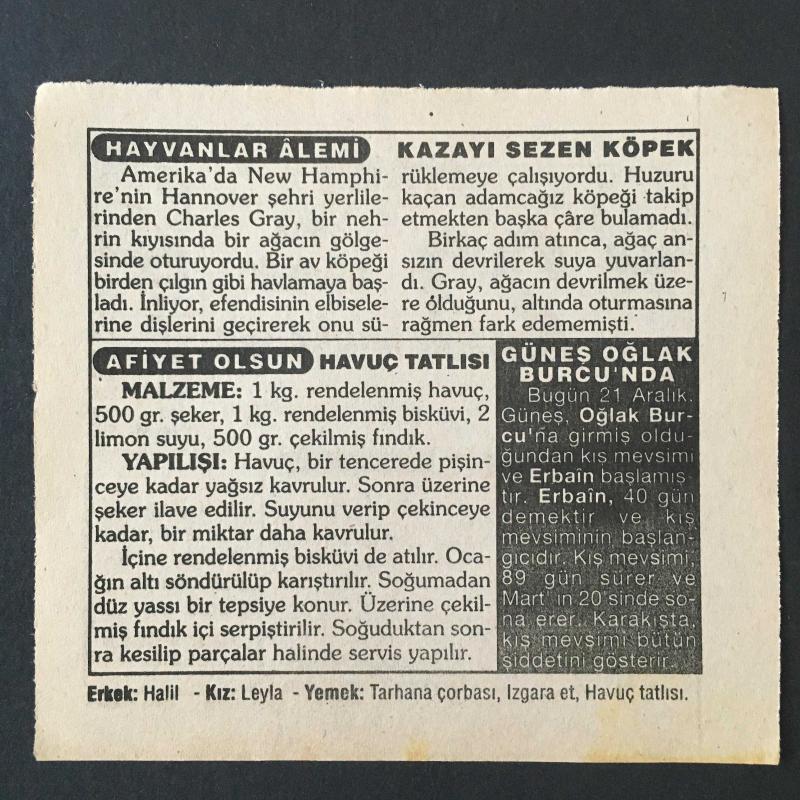 HAYVANLAR ÂLEMİ
KAZAYI SEZEN KÖPEK
Amerika'da New Hamphi-
re'nin Hannover şehri yerlile-
rinden Charles Gray, bir neh-
rin kıyısında bir ağacın gölge-
sinde oturuyordu. Bir av köpeği
birden çılgın gibi havlamaya baş-
ladı. İnliyor, efendisinin elbisele-
rine dişlerini geçirerek onu sü-
rüklemeye çalışıyordu. Huzuru
kaçan adamcağız köpeği takip
etmekten başka çâre bulamadı.
Birkaç adım atınca, ağaç an-
sızın devrilerek suya yuvarlan-
dı. Gray, ağacın devrilmek üze-
re olduğunu, altında oturmasına
rağmen fark edememişti.
AFİYET OLSUN HAVUÇ TATLISI
MALZEME: 1 kg. rendelenmiş havuç,
500 gr. şeker, 1 kg. rendelenmiş bisküvi, 2
limon suyu, 500 gr. çekilmiş fındık.
YAPILIŞI: Havuç, bir tencerede pişin-
ceye kadar yağsız kavrulur. Sonra üzerine
şeker ilave edilir. Suyunu verip çekinceye
kadar, bir miktar daha kavrulur.
İçine rendelenmiş bisküvi de atılır. Oca-
ğın altı söndürülüp karıştırılır. Soğumadan
düz yassı bir tepsiye konur. Üzerine çekil-
miş fındık içi serpiştirilir. Soğuduktan son-
ra kesilip parçalar halinde servis yapılır.
GÜNEŞ OĞLAK
BURCU'NDA
Bugün 21 Aralık.
Güneş, Oğlak Bur-
cu'na girmiş oldu-
ğundan kış mevsimi
ve Erbaîn başlamış
tır. Erbaîn, 40 gün
demektir ve kış
mevsiminin başlan-
gıcıdır. Kış mevsimi,
89 gün sürer ve
Mart' ın 20'sinde so-
na erer. Karakışta,
kış mevsimi bütün
şiddetini gösterir.
Erkek: Halil - Kız: Leyla - Yemek: Tarhana çorbası, Izgara et, Havuç tatlısı.